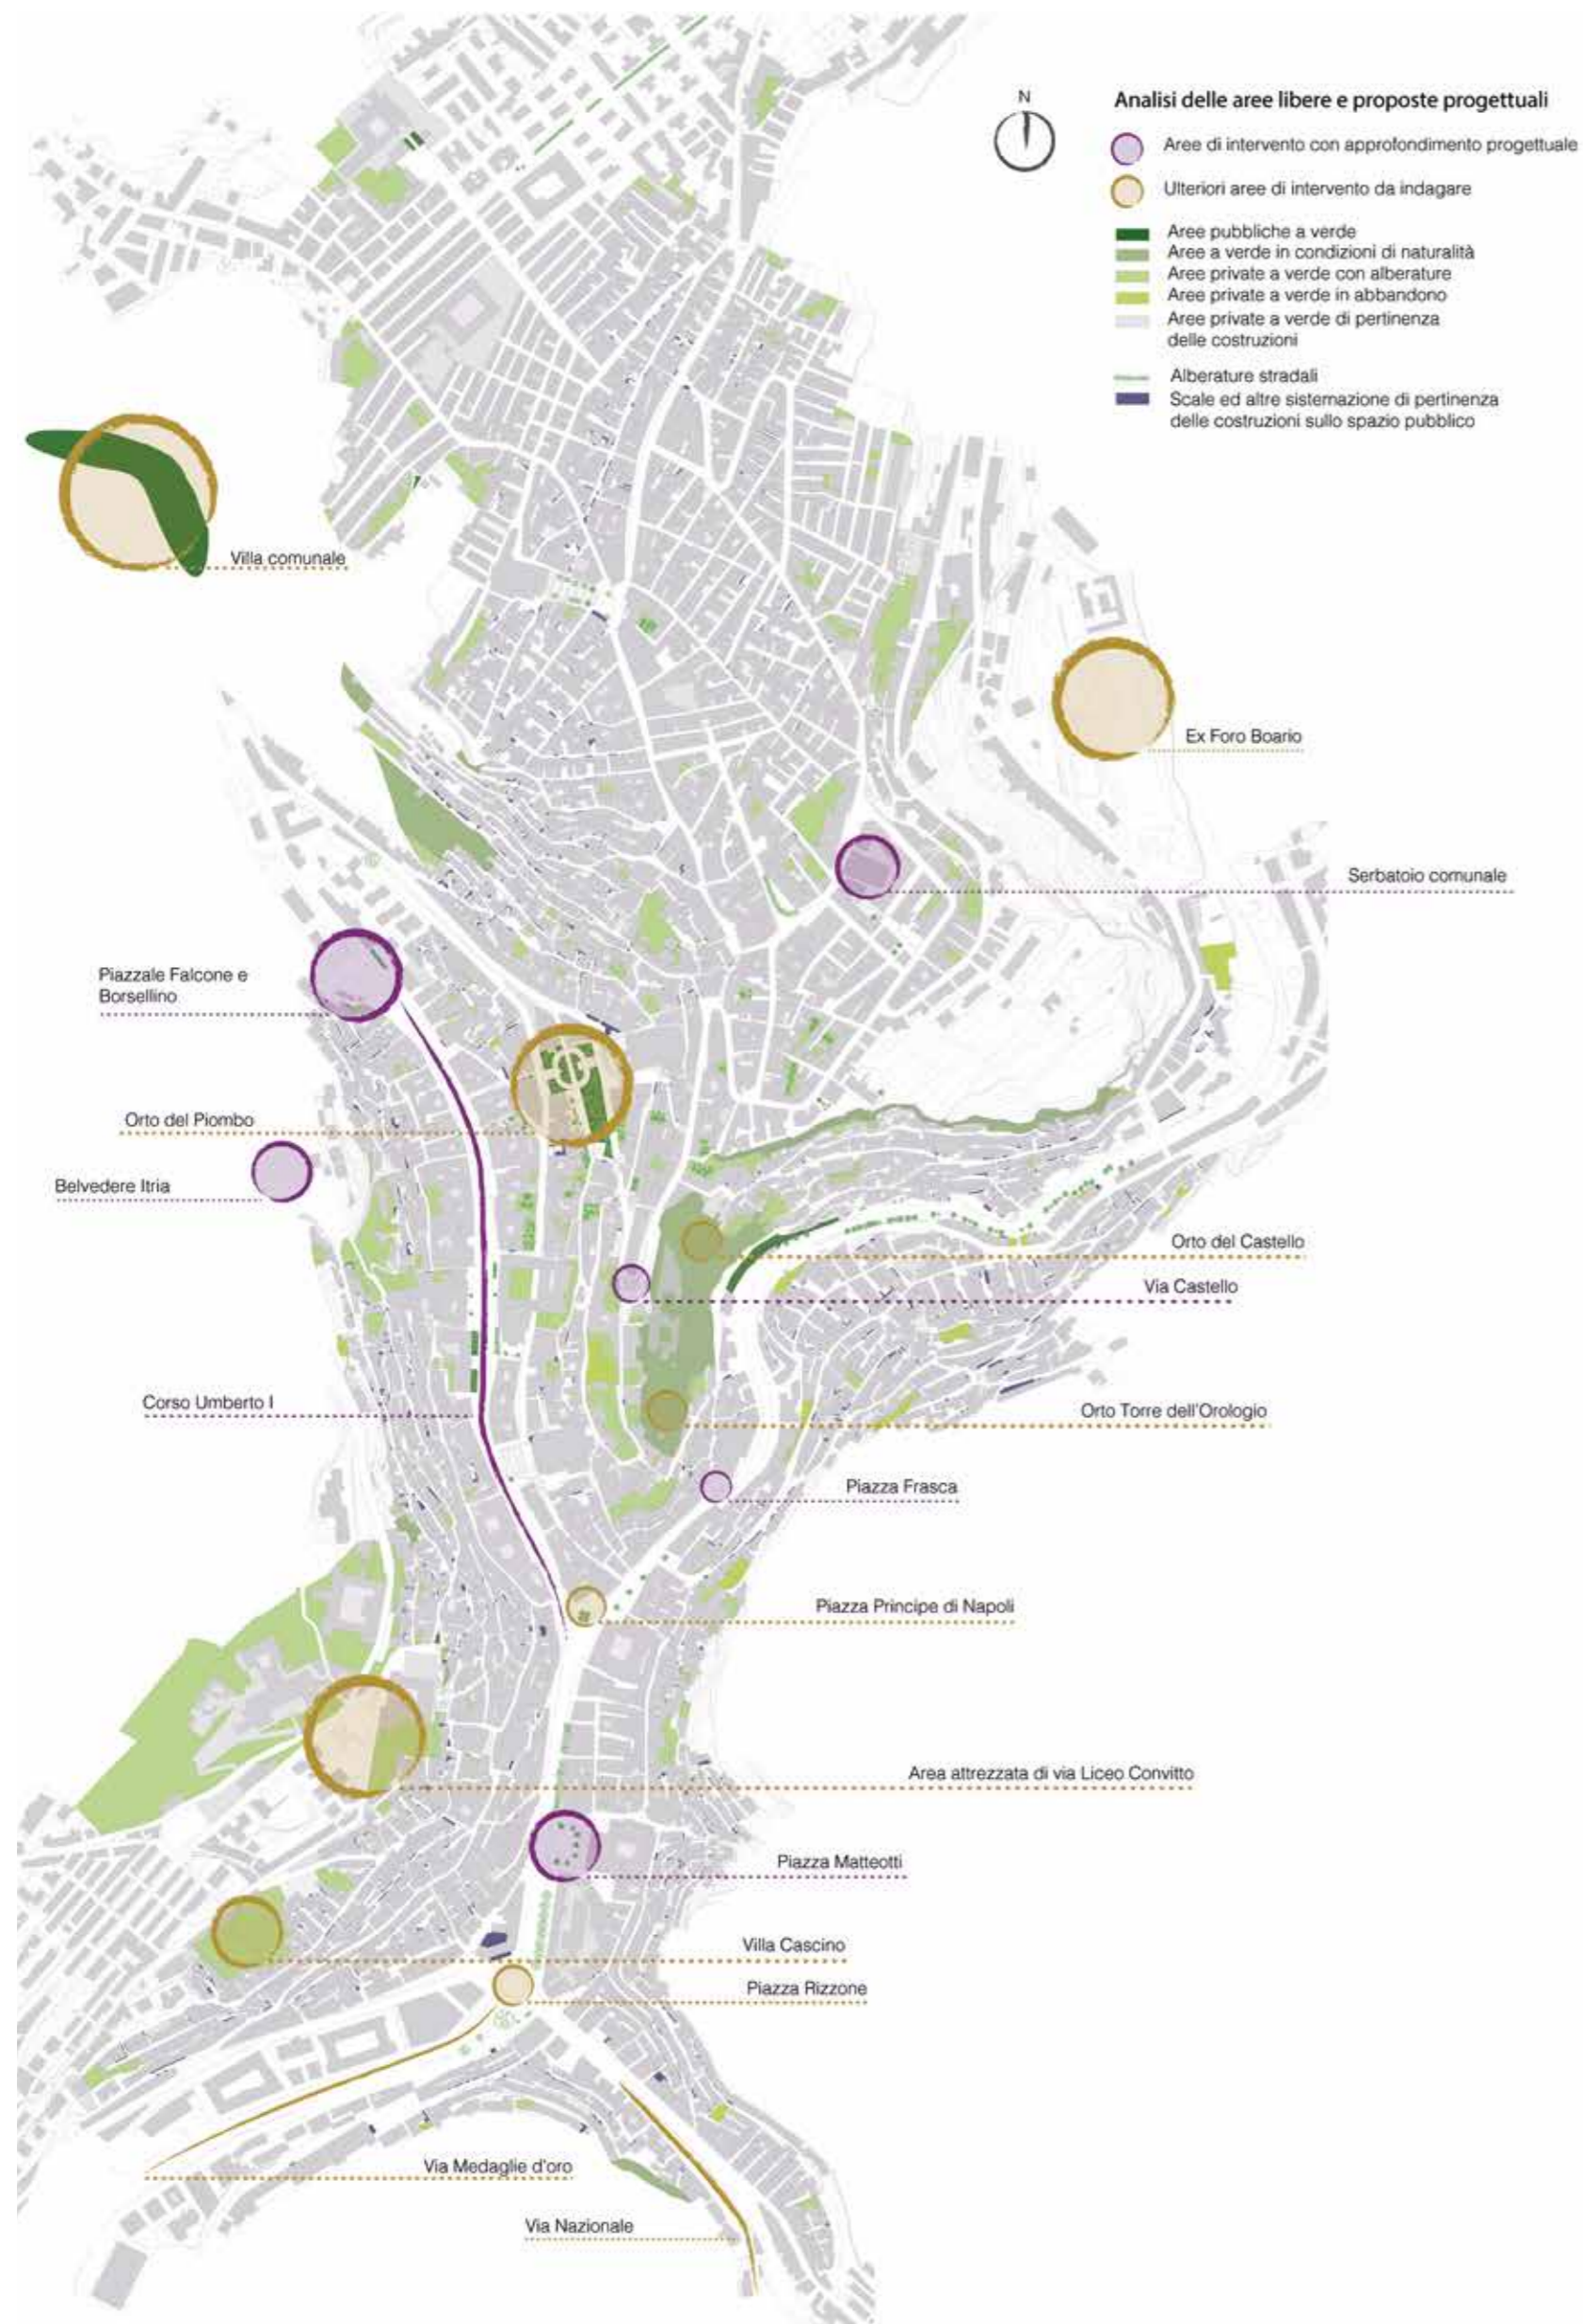 N
Analisi delle aree libere e proposte progettuali
Aree di intervento con approfondimento progettuale
Ulteriori aree di intervento da indagare
Aree pubbliche a verde
Aree a verde in condizioni di naturalità
Aree private a verde con alberature
Aree private a verde in abbandono
Aree private a verde di pertinenza
delle costruzioni
Alberature stradali
Scale ed altre sistemazione di pertinenza
delle costruzioni sullo spazio pubblico
Villa comunale
Ex Foro Boario
Serbatoio comunale
Piazzale Falcone e
Borsellino
Orto del Piombo
Belvedere Itria
Orto del Castello
Via Castello
Corso Umberto I
Orto Torre dell'Orologio
Piazza Frasca
Piazza Principe di Napoli
Area attrezzata di via Liceo Convitto
Piazza Matteotti
Villa Cascino
Piazza Rizzone
Via Medaglie d'oro
Via Nazionale